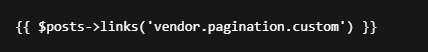 {{ $posts->links('vendor.pagination.custom') }}